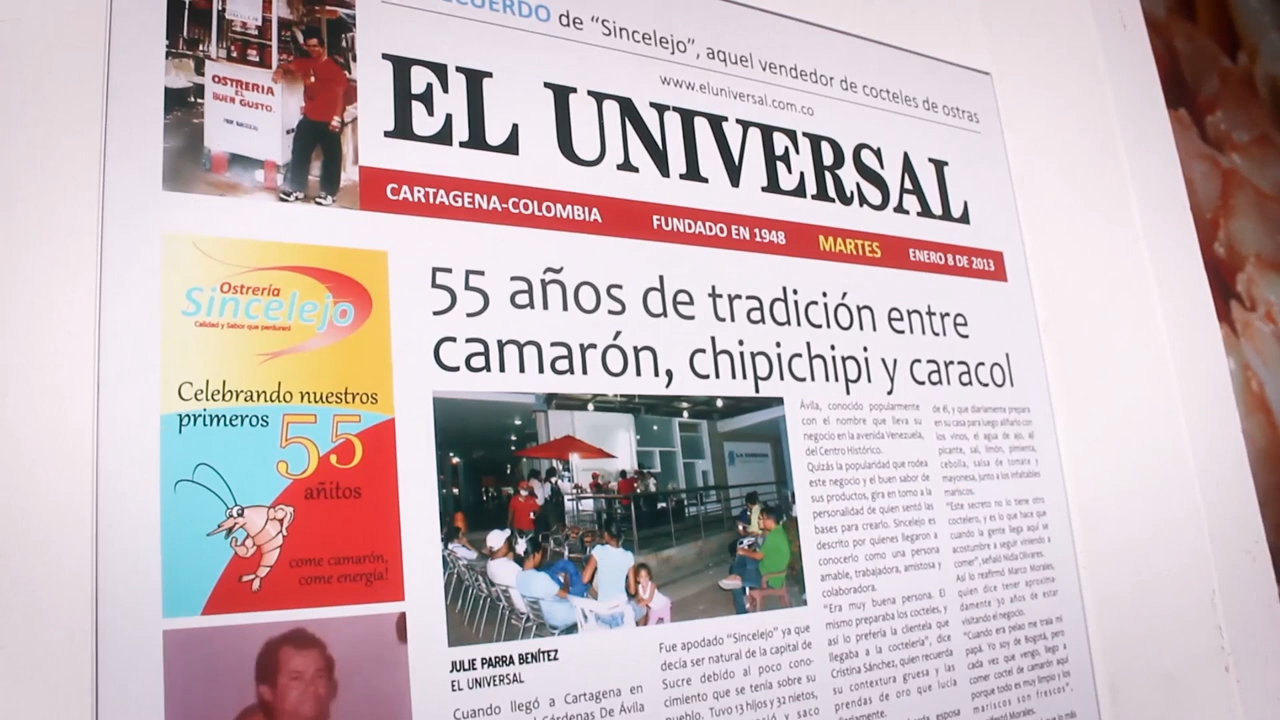 CUERDO de “Sincelejo”, aquel vendedor de cocteles de ostras
www.eluniversal.com.co
EL UNIVERSAL
OSTRERIA
EL
BUEN GUSTO.
CARTAGENA-COLOMBIA FUNDADO EN 1948 MARTES ENERO 8 DE 2013
Ostrería
Sincelejo
Calidad y Sabor que perduran!
Celebrando nuestros
primeros 55
añitos
come camarón,
come energía!
55 años de tradición entre
camarón, chipichipi y caracol
JULIE PARRA BENÍTEZ
EL UNIVERSAL
Cuando llegó a Cartagena en
Cárdenas De Ávila
Fue apodado “Sincelejo” ya que
decía ser natural de la capital de
Sucre debido al poco cono-
cimiento que se tenía sobre su
pueblo. Tuvo 13 hijos y 32 nietos,
y sacó
Ávila, conocido popularmente
con el nombre que lleva su
negocio en la avenida Venezuela,
del Centro Histórico.
Quizás la popularidad que rodea
este negocio y el buen sabor de
sus productos, gira en torno a la
personalidad de quien sentó las
bases para crearlo. Sincelejo es
descrito por quienes llegaron a
conocerlo como una persona
amable, trabajadora, amistosa y
colaboradora.
“Era muy buena persona. El
mismo preparaba los cocteles, y
así lo prefería la clientela que
llegaba a la coctelería”, dice
Cristina Sánchez, quien recuerda
su contextura gruesa y las
prendas de oro que lucía
diariamente.
esposa
de él, y que diariamente prepara
en su casa para luego aliñarlo con
los vinos, el agua de ajo, el
picante, sal, limón, pimienta,
cebolla, salsa de tomate y
mayonesa, junto a los infaltables
mariscos.
“Este secreto no lo tiene otro
coctelero, y es lo que hace que
cuando la gente llega aquí se
acostumbre a seguir viniendo a
comer”, señaló Nidia Olivares.
Así lo reafirmó Marco Morales,
quien dice tener aproxima-
damente 30 años de estar
visitando el negocio.
“Cuando era pelao me traía mi
papá. Yo soy de Bogotá, pero
cada vez que vengo, llego a
comer coctel de camarón aquí
porque todo es muy limpio y los
mariscos son frescos”,
Morales.